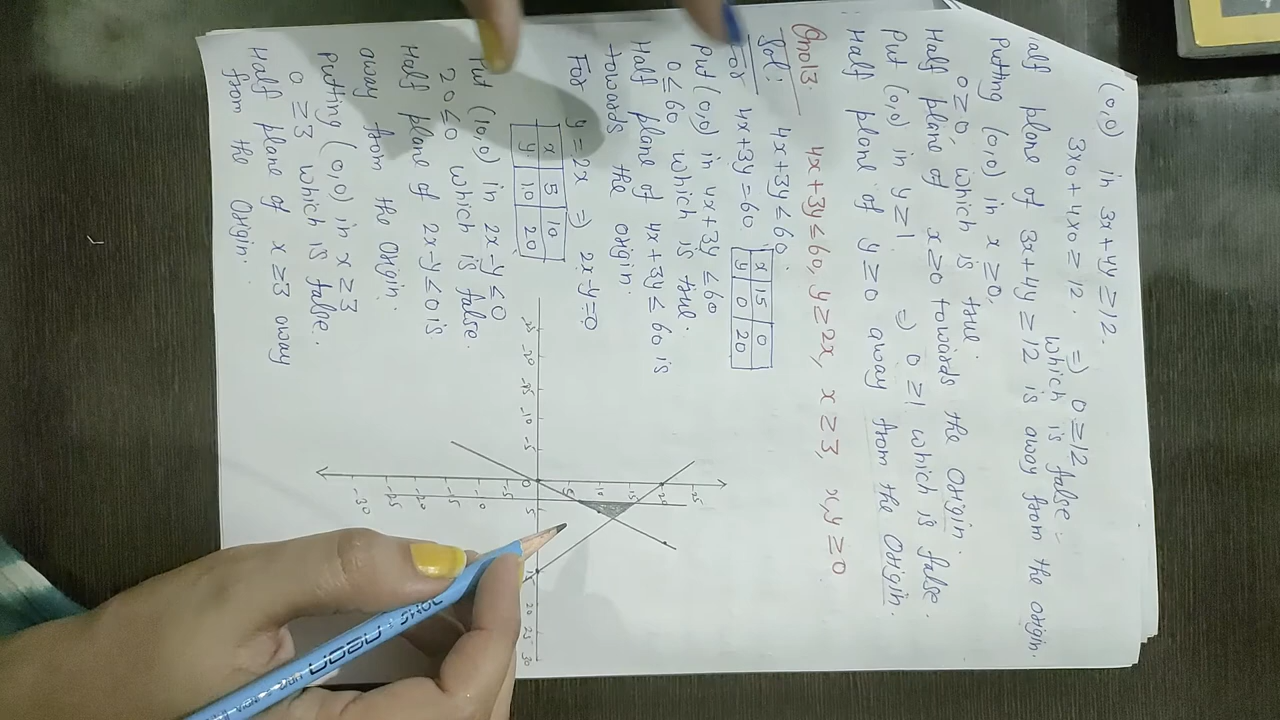 (0,0) in 3x+4y ≥ 12.
3x0 + 4x0 ≥ 12. ⇒ 0 ≥ 12
which is false.
alf plane of 3x+4y ≥ 12 is away from the origin.
Putting (0,0) in x ≥ 0,
0 ≥ 0, which is true.
Half plane of x ≥ 0 towards the origin.
Put (0,0) in y ≥ 1 ⇒ 0 ≥ 1 which is false.
Half plane of y ≥ 0 away from the origin.
Qno13. 4x+3y ≤ 60, y ≥ 2x, x ≥ 3, x,y ≥ 0
Sol: 4x+3y ≤ 60.
For 4x+3y = 60
x 15 0
y 0 20
Put (0,0) in 4x+3y ≤ 60
0 ≤ 60 which is true.
Half plane of 4x+3y ≤ 60 is
towards the origin.
For y = 2x ⇒ 2x-y=0
x 5 10
y 10 20
Put (10,0) in 2x-y ≤ 0
20 ≤ 0 which is false.
Half plane of 2x-y ≤ 0 is
away from the origin.
Putting (0,0) in x ≥ 3
0 ≥ 3 which is false.
Half plane of x ≥ 3 away
from the origin.